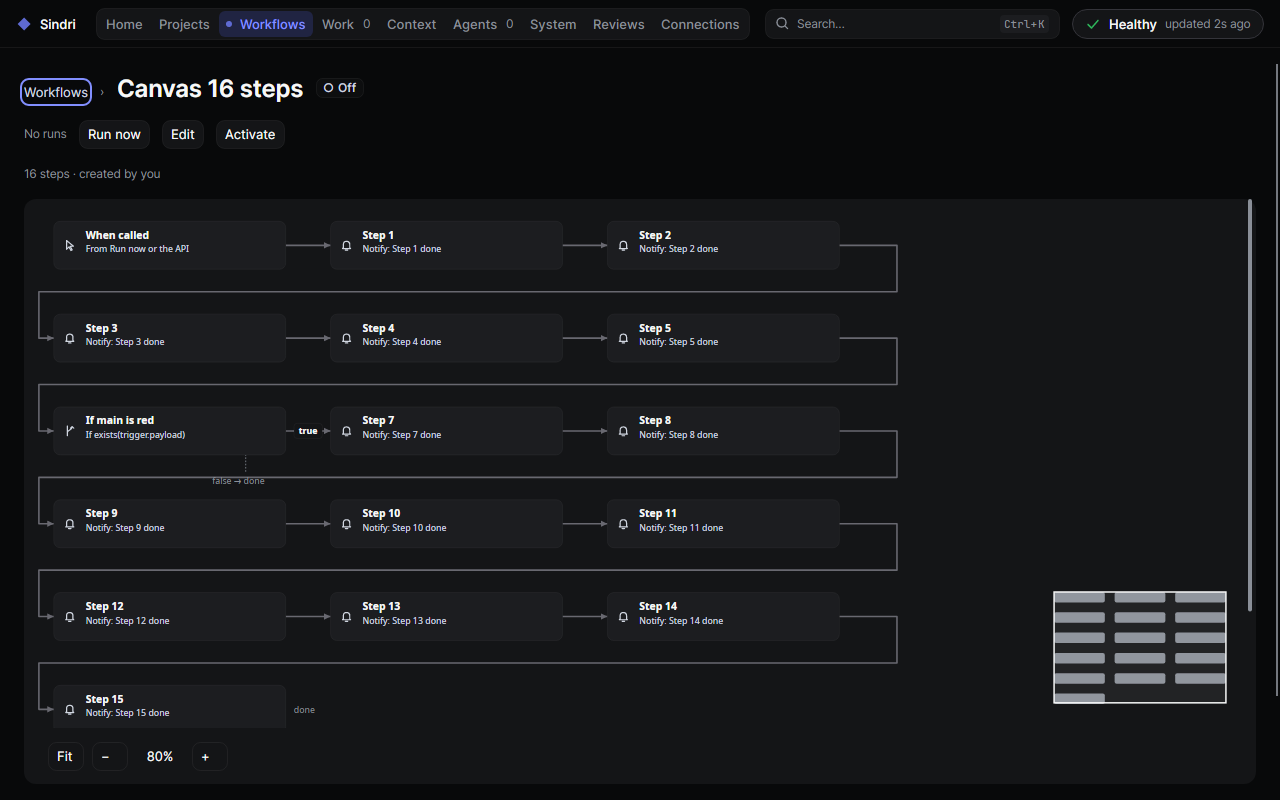 Sindri
Home Projects Workflows Work 0 Context Agents 0 System Reviews Connections
Search... Ctrl+K
Healthy updated 2s ago
Workflows › Canvas 16 steps Off
No runs Run now Edit Activate
16 steps · created by you
When called
From Run now or the API
Step 1
Notify: Step 1 done
Step 2
Notify: Step 2 done
Step 3
Notify: Step 3 done
Step 4
Notify: Step 4 done
Step 5
Notify: Step 5 done
If main is red
If exists(trigger.payload)
true
Step 7
Notify: Step 7 done
Step 8
Notify: Step 8 done
false → done
Step 9
Notify: Step 9 done
Step 10
Notify: Step 10 done
Step 11
Notify: Step 11 done
Step 12
Notify: Step 12 done
Step 13
Notify: Step 13 done
Step 14
Notify: Step 14 done
Step 15
Notify: Step 15 done
done
Fit − 80% +